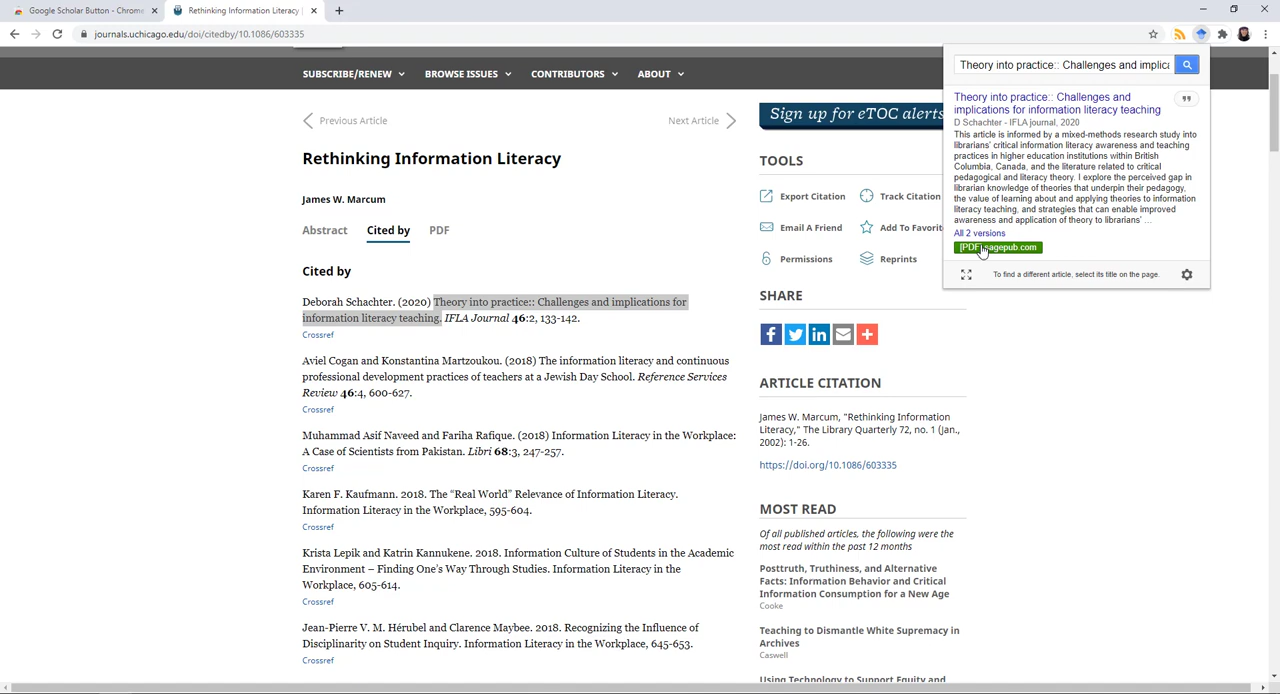 Google Scholar Button - Chrome
Rethinking Information Literacy |
journals.uchicago.edu/doi/citedby/10.1086/603335
SUBSCRIBE/RENEW
BROWSE ISSUES
CONTRIBUTORS
ABOUT
Previous Article
Next Article
Rethinking Information Literacy
James W. Marcum
Abstract
Cited by
PDF
Cited by
Deborah Schachter. (2020) Theory into practice:: Challenges and implications for
information literacy teaching. IFLA Journal 46:2, 133-142.
Crossref
Aviel Cogan and Konstantina Martzoukou. (2018) The information literacy and continuous
professional development practices of teachers at a Jewish Day School. Reference Services
Review 46:4, 600-627.
Crossref
Muhammad Asif Naveed and Fariha Rafique. (2018) Information Literacy in the Workplace:
A Case of Scientists from Pakistan. Libri 68:3, 247-257.
Crossref
Karen F. Kaufmann. 2018. The “Real World” Relevance of Information Literacy.
Information Literacy in the Workplace, 595-604.
Crossref
Krista Lepik and Katrin Kannukene. 2018. Information Culture of Students in the Academic
Environment – Finding One's Way Through Studies. Information Literacy in the
Workplace, 605-614.
Crossref
Jean-Pierre V. M. Hérubel and Clarence Maybee. 2018. Recognizing the Influence of
Disciplinarity on Student Inquiry. Information Literacy in the Workplace, 645-653.
Crossref
Sign up for eTOC alerts
TOOLS
Export Citation
Track Citation
Email A Friend
Add To Favorit
Permissions
Reprints
SHARE
ARTICLE CITATION
James W. Marcum, "Rethinking Information
Literacy," The Library Quarterly 72, no. 1 (Jan.,
2002): 1-26.
https://doi.org/10.1086/603335
MOST READ
Of all published articles, the following were the
most read within the past 12 months
Posttruth, Truthiness, and Alternative
Facts: Information Behavior and Critical
Information Consumption for a New Age
Cooke
Teaching to Dismantle White Supremacy in
Archives
Caswell
Using Technology to Support Equity and
Theory into practice:: Challenges and implica
Theory into practice:: Challenges and
implications for information literacy teaching
D Schachter - IFLA journal, 2020
This article is informed by a mixed-methods research study into
librarians' critical information literacy awareness and teaching
practices in higher education institutions within British
Columbia, Canada, and the literature related to critical
pedagogical and literacy theory. I explore the perceived gap in
librarian knowledge of theories that underpin their pedagogy,
the value of learning about and applying theories to information
literacy teaching, and strategies that can enable improved
awareness and application of theory to librarians' ...
All 2 versions
[PDF] sagepub.com
To find a different article, select its title on the page.